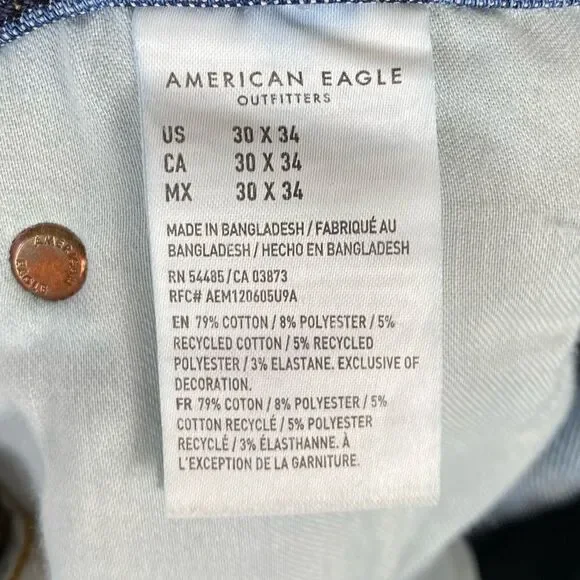 AMERICAN EAGLE
OUTFITTERS
US 30 X 34
CA 30 X 34
MX 30 X 34
MADE IN BANGLADESH / FABRIQUÉ AU
BANGLADESH / HECHO EN BANGLADESH
RN 54485 / CA 03873
RFC# AEM120605U9A
EN 79% COTTON / 8% POLYESTER / 5%
RECYCLED COTTON / 5% RECYCLED
POLYESTER / 3% ELASTANE. EXCLUSIVE OF
DECORATION.
FR 79% COTON / 8% POLYESTER / 5%
COTON RECYCLÉ / 5% POLYESTER
RECYCLÉ / 3% ÉLASTHANNE. À
L'EXCEPTION DE LA GARNITURE.
AMERICAN
EAGLE